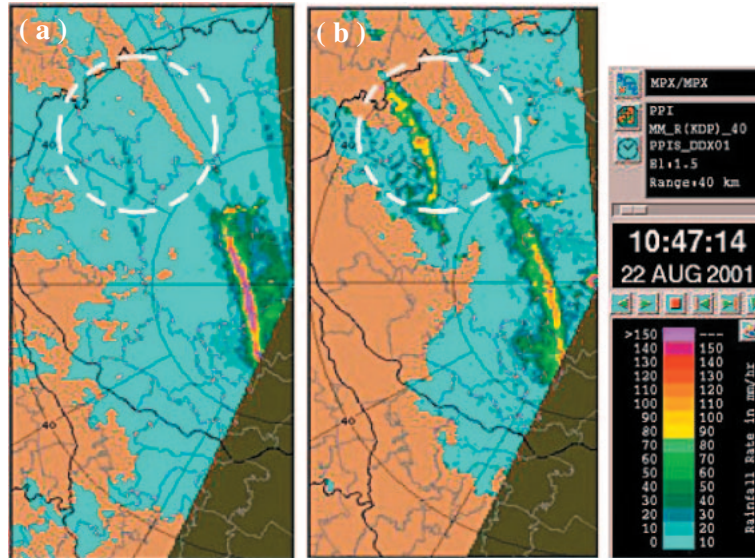 (a)
(b)
40
40
40
40
MPX/MPX
PPI
MM_R(KDP)_40
PPIS_DDX01
El:1.5
Range:40 km
10:47:14
22 AUG 2001
>150 ---
140 150
130 140
120 130
110 120
100 110
90 100
80 90
70 80
60 70
50 60
40 50
30 40
20 30
10 20
0 10
Rainfall Rate in mm/hr